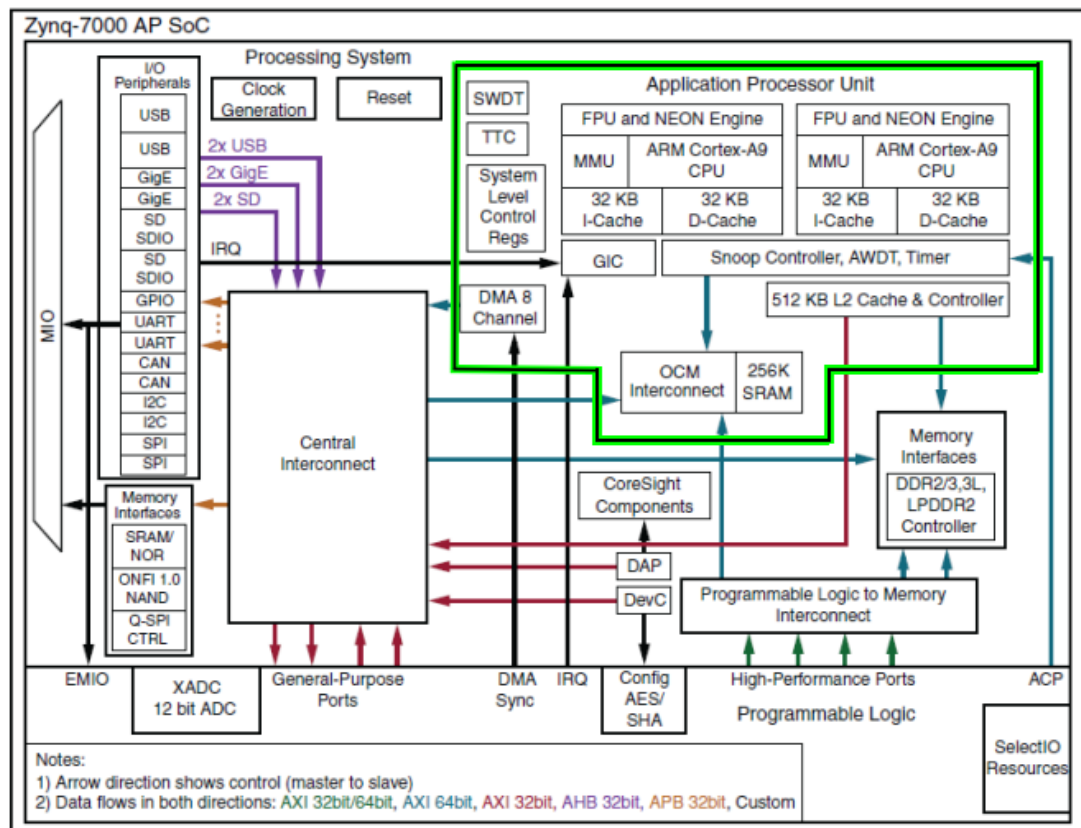 Zynq-7000 AP SoC
Processing System
I/O
Peripherals
USB
USB
GigE
GigE
SD
SDIO
SD
SDIO
GPIO
UART
UART
CAN
CAN
I2C
I2C
SPI
SPI
MIO
Clock
Generation
Reset
2x USB
2x GigE
2x SD
IRQ
Application Processor Unit
SWDT
TTC
System
Level
Control
Regs
FPU and NEON Engine
MMU
ARM Cortex-A9
CPU
32 KB
I-Cache
32 KB
D-Cache
FPU and NEON Engine
MMU
ARM Cortex-A9
CPU
32 KB
I-Cache
32 KB
D-Cache
GIC
Snoop Controller, AWDT, Timer
DMA 8
Channel
512 KB L2 Cache & Controller
OCM
Interconnect
256K
SRAM
Central
Interconnect
Memory
Interfaces
DDR2/3,3L,
LPDDR2
Controller
CoreSight
Components
DAP
DevC
Programmable Logic to Memory
Interconnect
Memory
Interfaces
SRAM/
NOR
ONFI 1.0
NAND
Q-SPI
CTRL
EMIO
XADC
12 bit ADC
General-Purpose
Ports
DMA
Sync
IRQ
Config
AES/
SHA
High-Performance Ports
ACP
Programmable Logic
SelectIO
Resources
Notes:
1) Arrow direction shows control (master to slave)
2) Data flows in both directions: AXI 32bit/64bit, AXI 64bit, AXI 32bit, AHB 32bit, APB 32bit, Custom